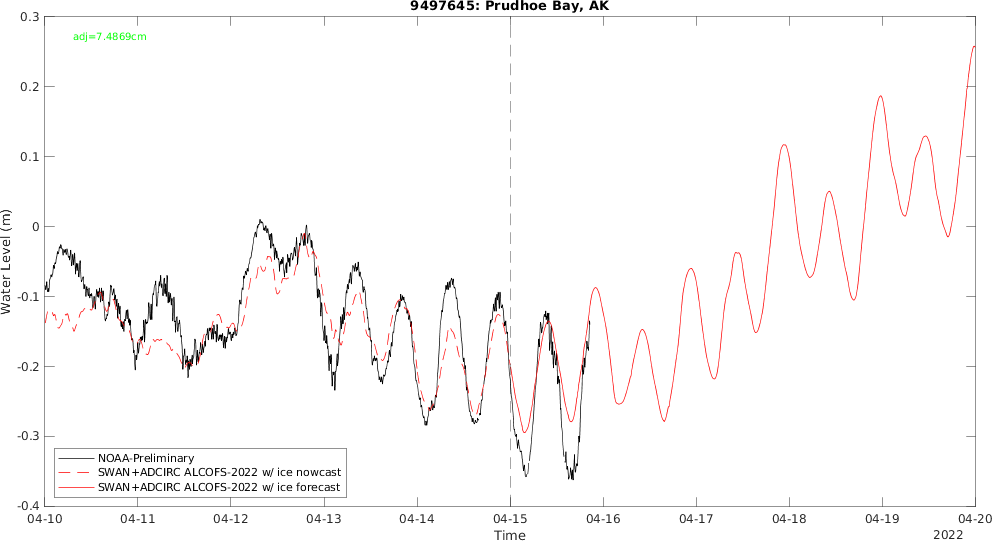 9497645: Prudhoe Bay, AK
adj=7.4869cm
0.3
0.2
0.1
0
-0.1
-0.2
-0.3
-0.4
Water Level (m)
NOAA-Preliminary
SWAN+ADCIRC ALCOFS-2022 w/ ice nowcast
SWAN+ADCIRC ALCOFS-2022 w/ ice forecast
04-10 04-11 04-12 04-13 04-14 04-15 04-16 04-17 04-18 04-19 04-20
Time
2022